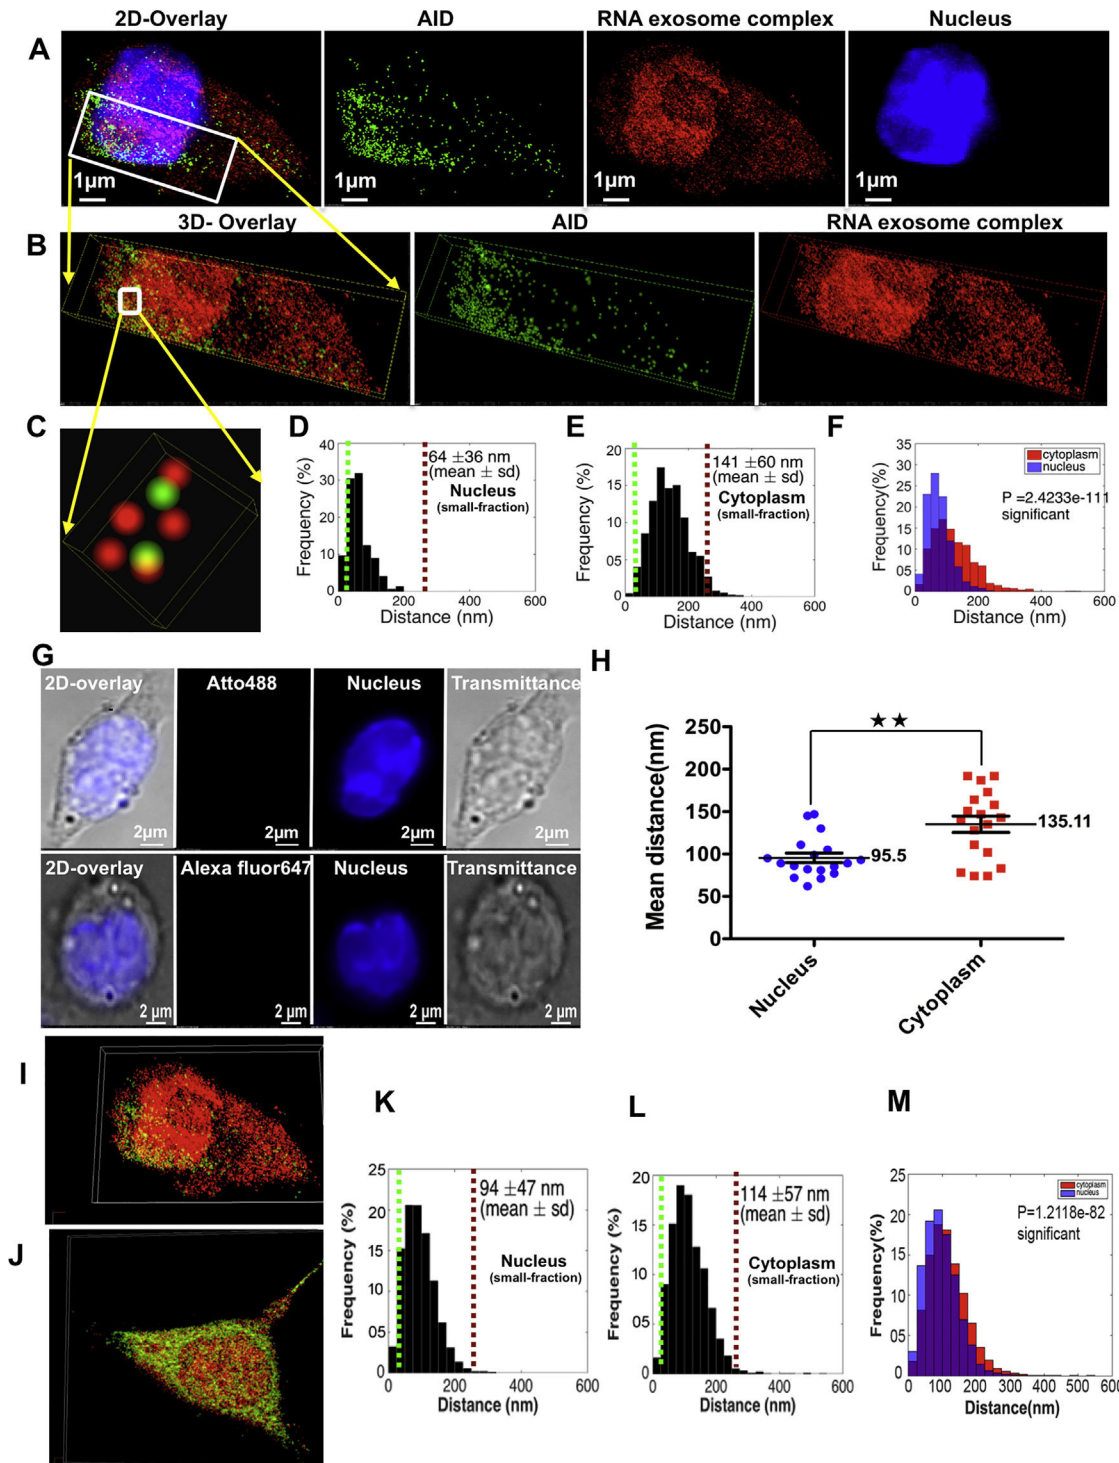 2D-Overlay AID RNA exosome complex Nucleus
A
1μm 1μm 1μm 1μm
3D- Overlay AID RNA exosome complex
B
C
D
40
30
20
10
0
Frequency (%)
64 ±36 nm
(mean ± sd)
Nucleus
(small-fraction)
0 200 400 600
Distance (nm)
E
20
15
10
05
0
Frequency (%)
141 ±60 nm
(mean ± sd)
Cytoplasm
(small-fraction)
0 200 400 600
Distance (nm)
F
35
30
25
20
15
10
05
0
Frequency(%)
cytoplasm
nucleus
P =2.4233e-111
significant
0 200 400 600
Distance (nm)
G
2D-overlay Atto488 Nucleus Transmittance
2μm 2μm 2μm 2μm
2D-overlay Alexa fluor647 Nucleus Transmittance
2 μm 2 μm 2 μm 2 μm
H
Mean distance(nm)
250
200
150
100
50
0
★★
95.5
135.11
Nucleus
Cytoplasm
I
J
K
25
20
15
10
05
0
Frequency (%)
94 ±47 nm
(mean ± sd)
Nucleus
(small-fraction)
0 200 400 600
Distance (nm)
L
20
15
10
05
0
Frequency (%)
114 ±57 nm
(mean ± sd)
Cytoplasm
(small-fraction)
0 200 400 600
Distance (nm)
M
25
20
15
10
05
0
Frequency(%)
cytoplasm
nucleus
P=1.2118e-82
significant
0 100 200 300 400 500 600
Distance(nm)